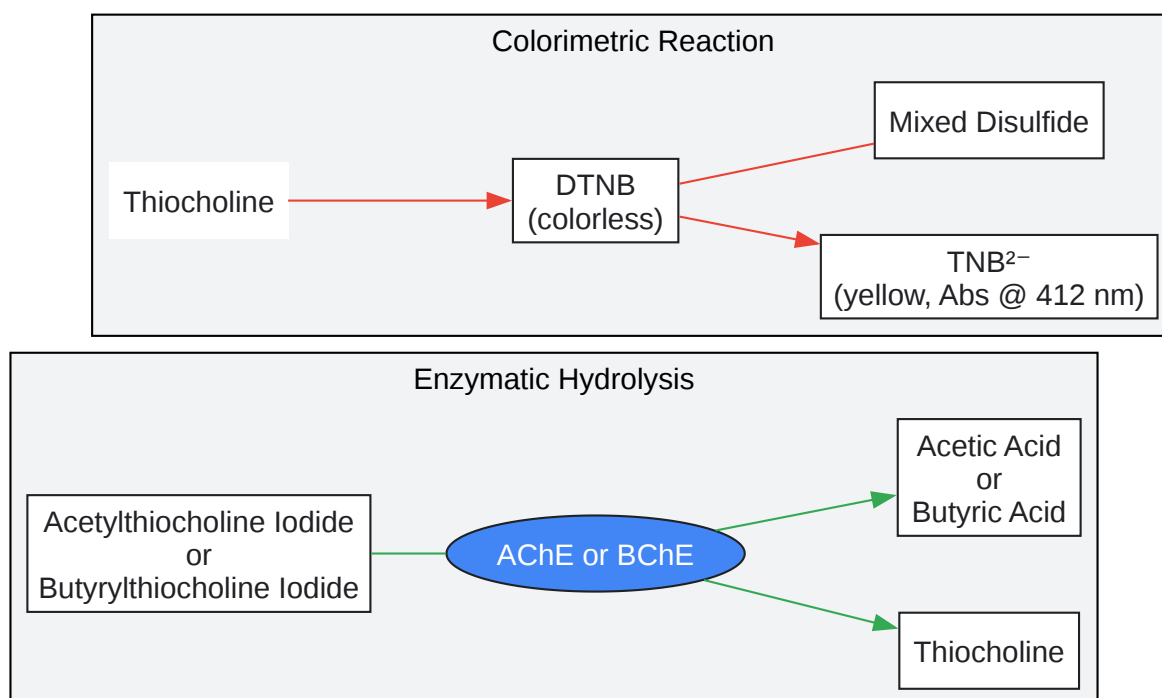 Colorimetric Reaction
Mixed Disulfide
Thiocholine
DTNB
(colorless)
TNB²⁻
(yellow, Abs @ 412 nm)
Enzymatic Hydrolysis
Acetylthiocholine Iodide
or
Butyrylthiocholine Iodide
AChE or BChE
Acetic Acid
or
Butyric Acid
Thiocholine